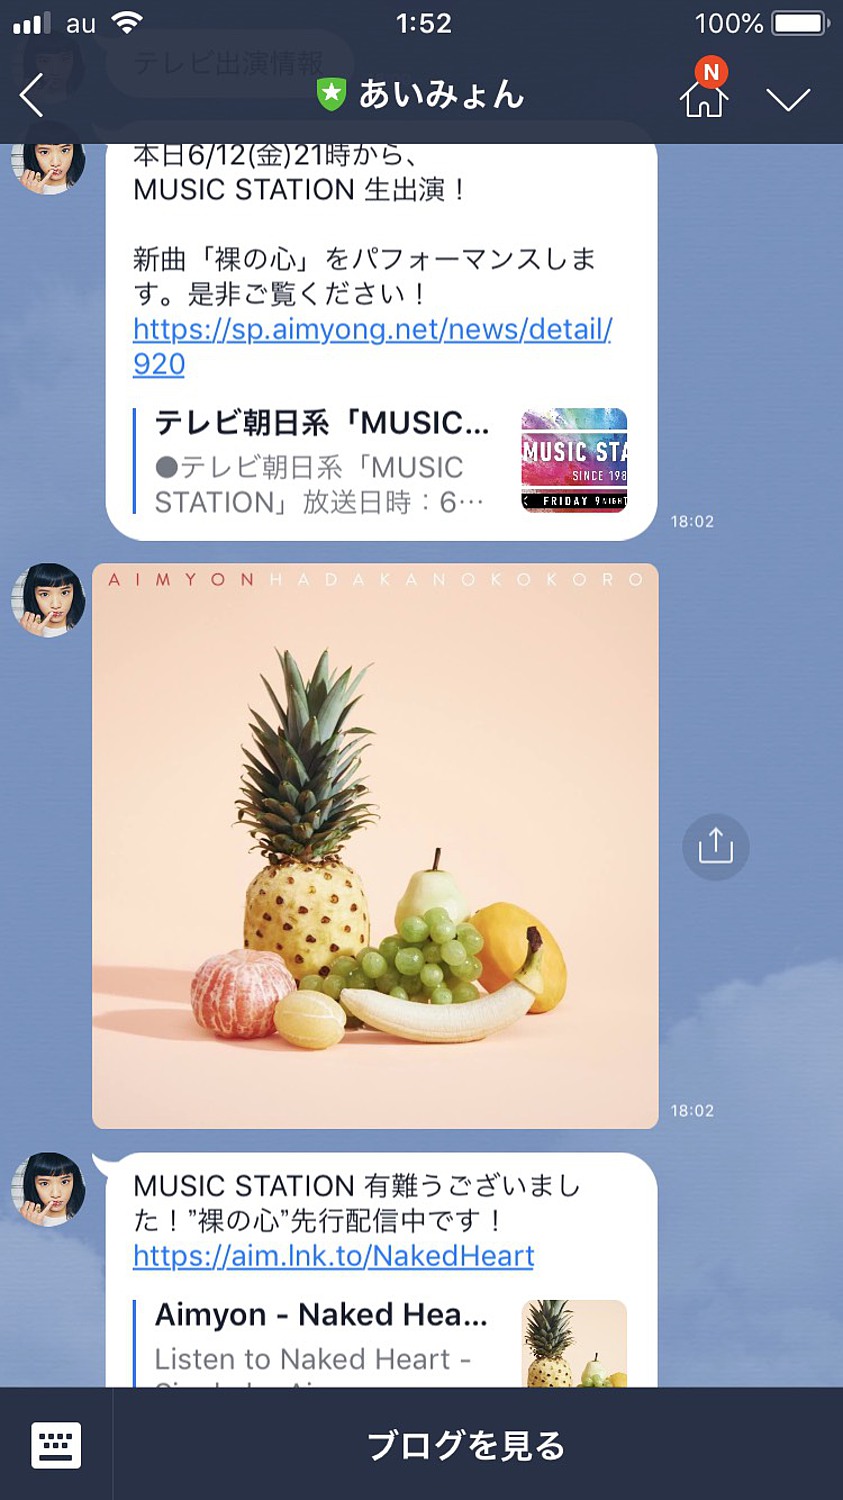 au 1:52 100%
テレビ出演情報
N
あいみょん
本日6/12(金)21時から、
MUSIC STATION 生出演！
新曲「裸の心」をパフォーマンスしま
す。是非ご覧ください！
https://sp.aimyong.net/news/detail/
920
テレビ朝日系「MUSIC...
●テレビ朝日系「MUSIC
STATION」放送日時：6…
MUSIC STA
SINCE 198
FRIDAY 9 NIGHT
18:02
AIMYON HADAKANOKOKORO
18:02
MUSIC STATION 有難うございまし
た！”裸の心”先行配信中です！
https://aim.lnk.to/NakedHeart
Aimyon - Naked Hea...
Listen to Naked Heart -
ブログを見る